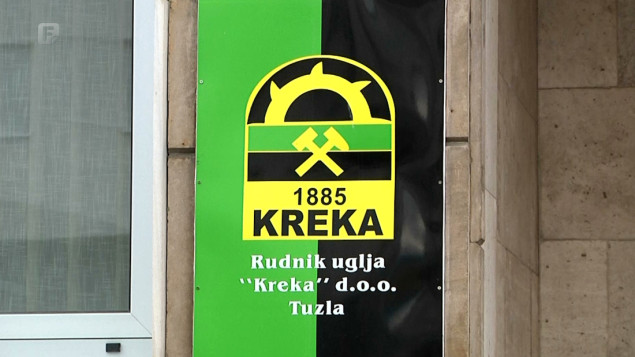 F
1885
KREKA
Rudnik uglja
"Kreka" d.o.o.
Tuzla